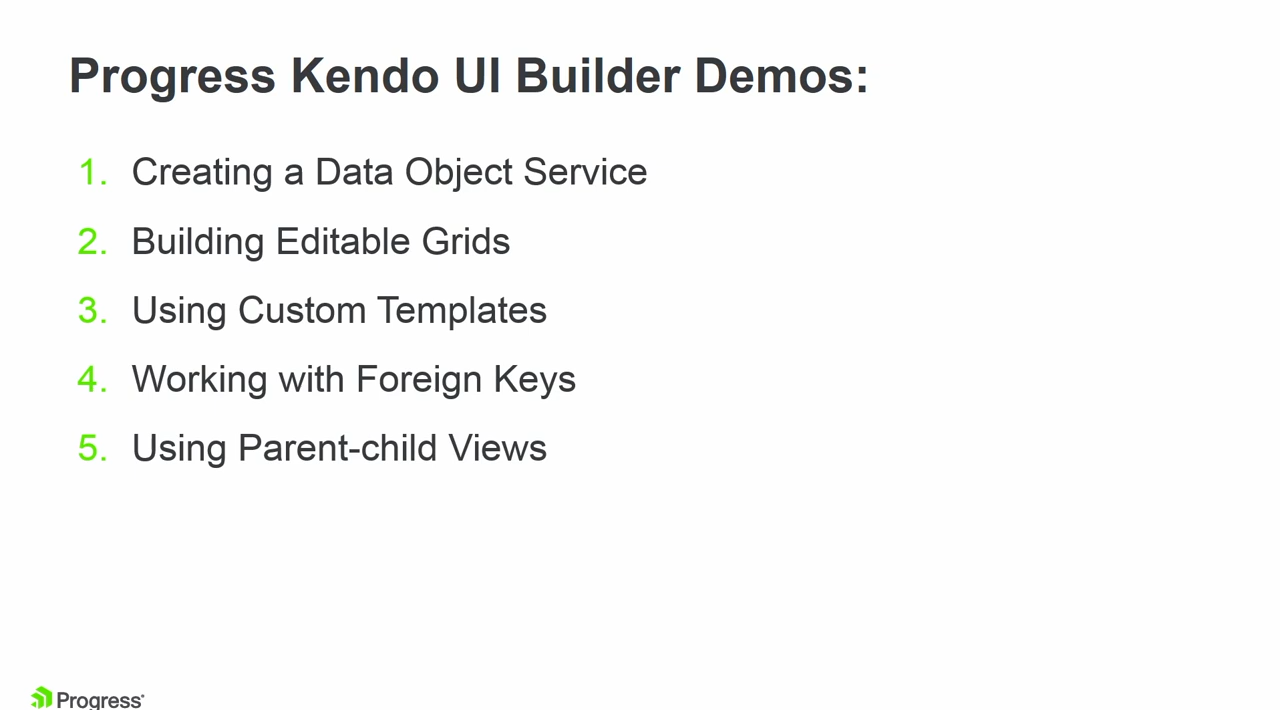 Progress Kendo UI Builder Demos:
1. Creating a Data Object Service
2. Building Editable Grids
3. Using Custom Templates
4. Working with Foreign Keys
5. Using Parent-child Views
Progress